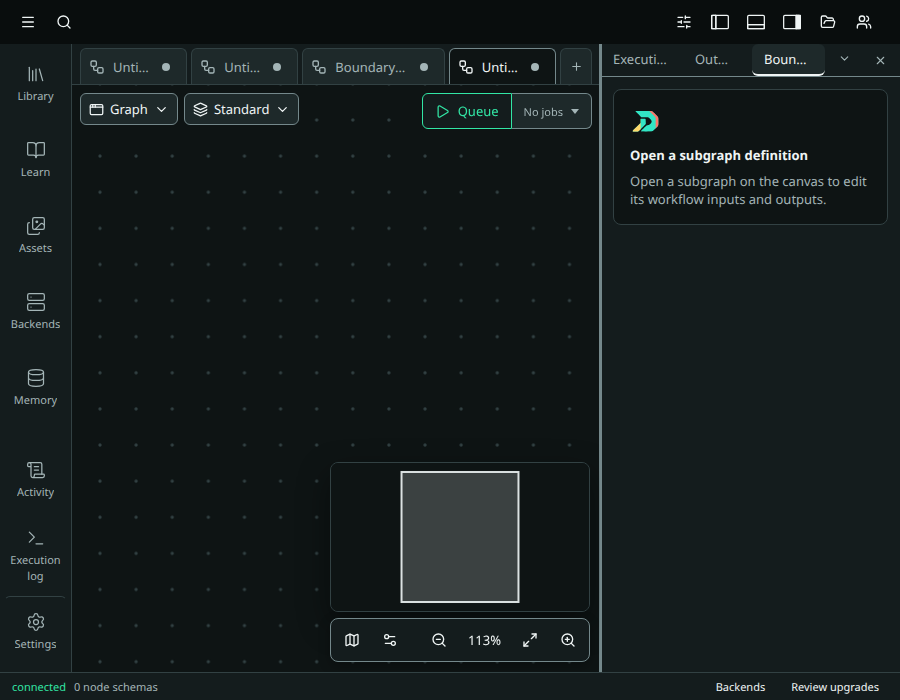 Unti...
Unti...
Boundary...
Unti...
Executi...
Out...
Boun...
Graph
Standard
Queue
No jobs
Library
Learn
Assets
Backends
Memory
Activity
Execution
log
Settings
Open a subgraph definition
Open a subgraph on the canvas to edit
its workflow inputs and outputs.
113%
connected
0 node schemas
Backends
Review upgrades